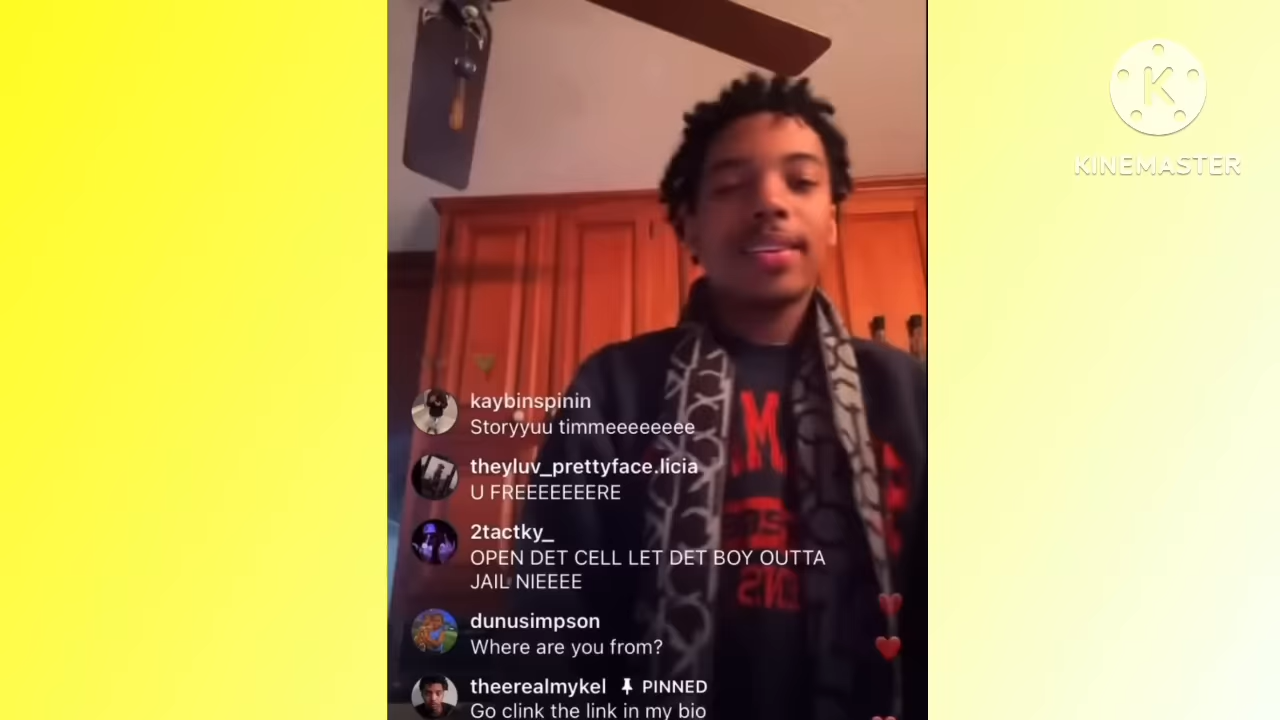 KINEMASTER
kaybinspinin
Storyyuu timmeeeeeeee
theyluv_prettyface.licia
U FREEEEEEERE
2tactky_
OPEN DET CELL LET DET BOY OUTTA
JAIL NIEEEE
dunusimpson
Where are you from?
theerealmykel PINNED
Go clink the link in my bio